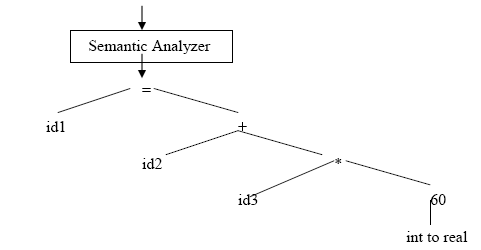 Semantic Analyzer
=
id1
+
id2
*
id3
60
int to real